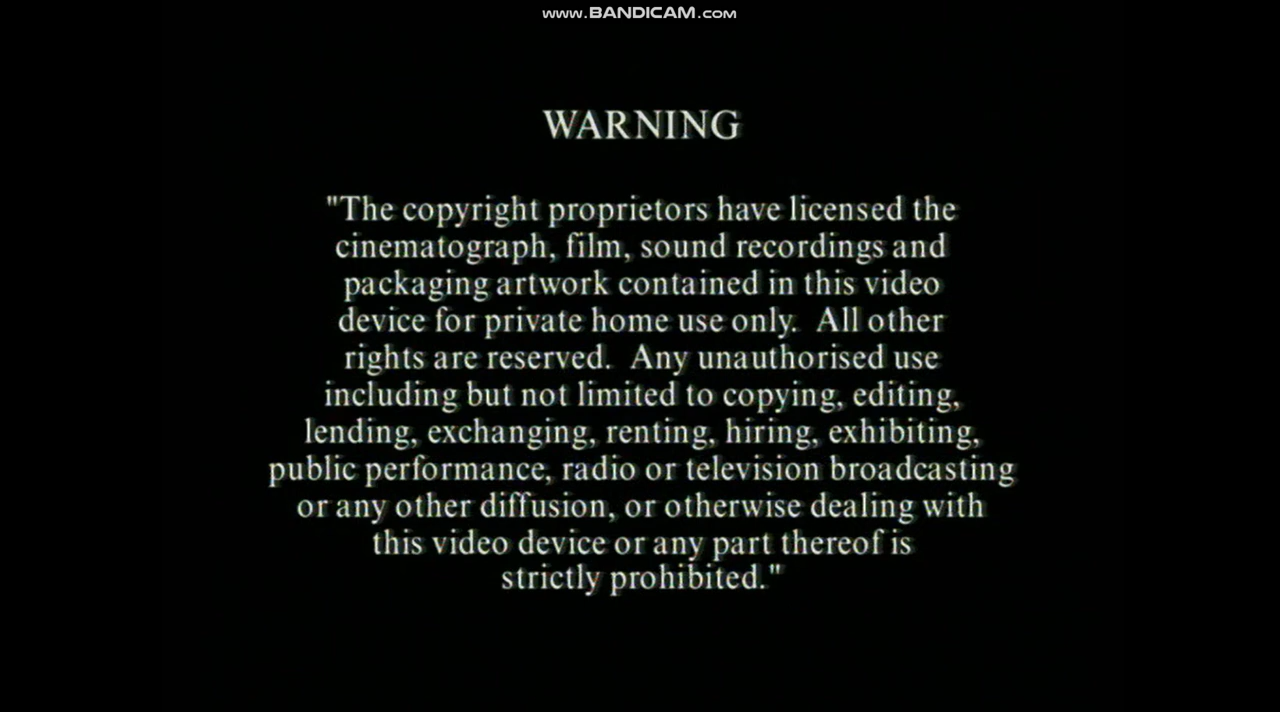 www.BANDICAM.com
WARNING
"The copyright proprietors have licensed the
cinematograph, film, sound recordings and
packaging artwork contained in this video
device for private home use only.  All other
rights are reserved.  Any unauthorised use
including but not limited to copying, editing,
lending, exchanging, renting, hiring, exhibiting,
public performance, radio or television broadcasting
or any other diffusion, or otherwise dealing with
this video device or any part thereof is
strictly prohibited."